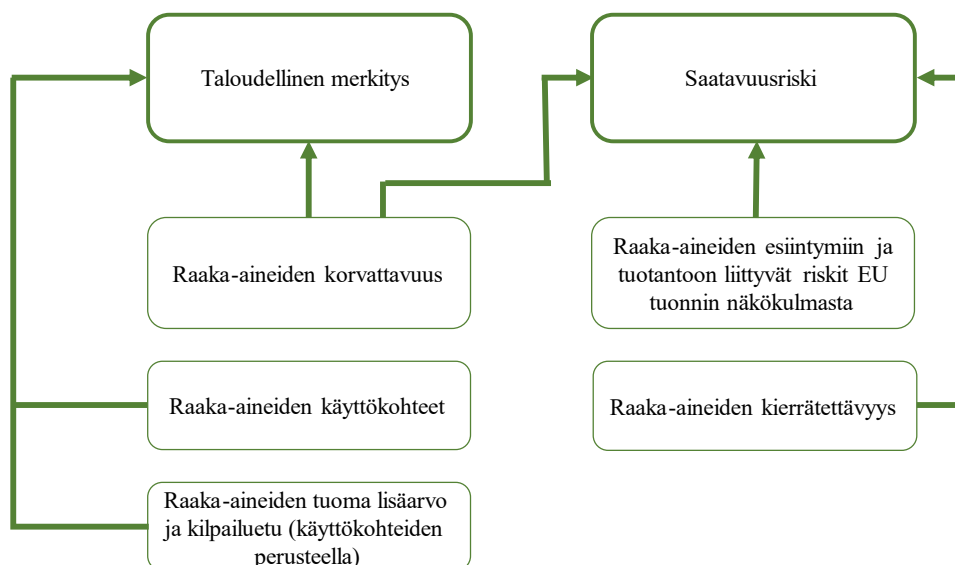 Taloudellinen merkitys
Saatavuusriski
Raaka-aineiden korvattavuus
Raaka-aineiden esiintymiin ja
tuotantoon liittyvät riskit EU
tuonnin näkökulmasta
Raaka-aineiden käyttökohteet
Raaka-aineiden kierrätettävyys
Raaka-aineiden tuoma lisäarvo
ja kilpailuetu (käyttökohteiden
perusteella)